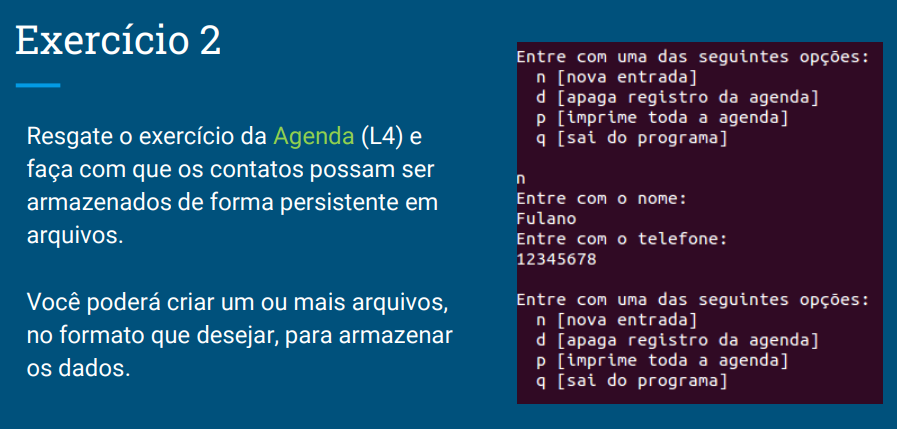 Exercício 2
Resgate o exercício da Agenda (L4) e
faça com que os contatos possam ser
armazenados de forma persistente em
arquivos.
Você poderá criar um ou mais arquivos,
no formato que desejar, para armazenar
os dados.
Entre com uma das seguintes opções:
n [nova entrada]
d [apaga registro da agenda]
p [imprime toda a agenda]
q [sai do programa]
n
Entre com o nome:
Fulano
Entre com o telefone:
12345678
Entre com uma das seguintes opções:
n [nova entrada]
d [apaga registro da agenda]
p [imprime toda a agenda]
q [sai do programa]